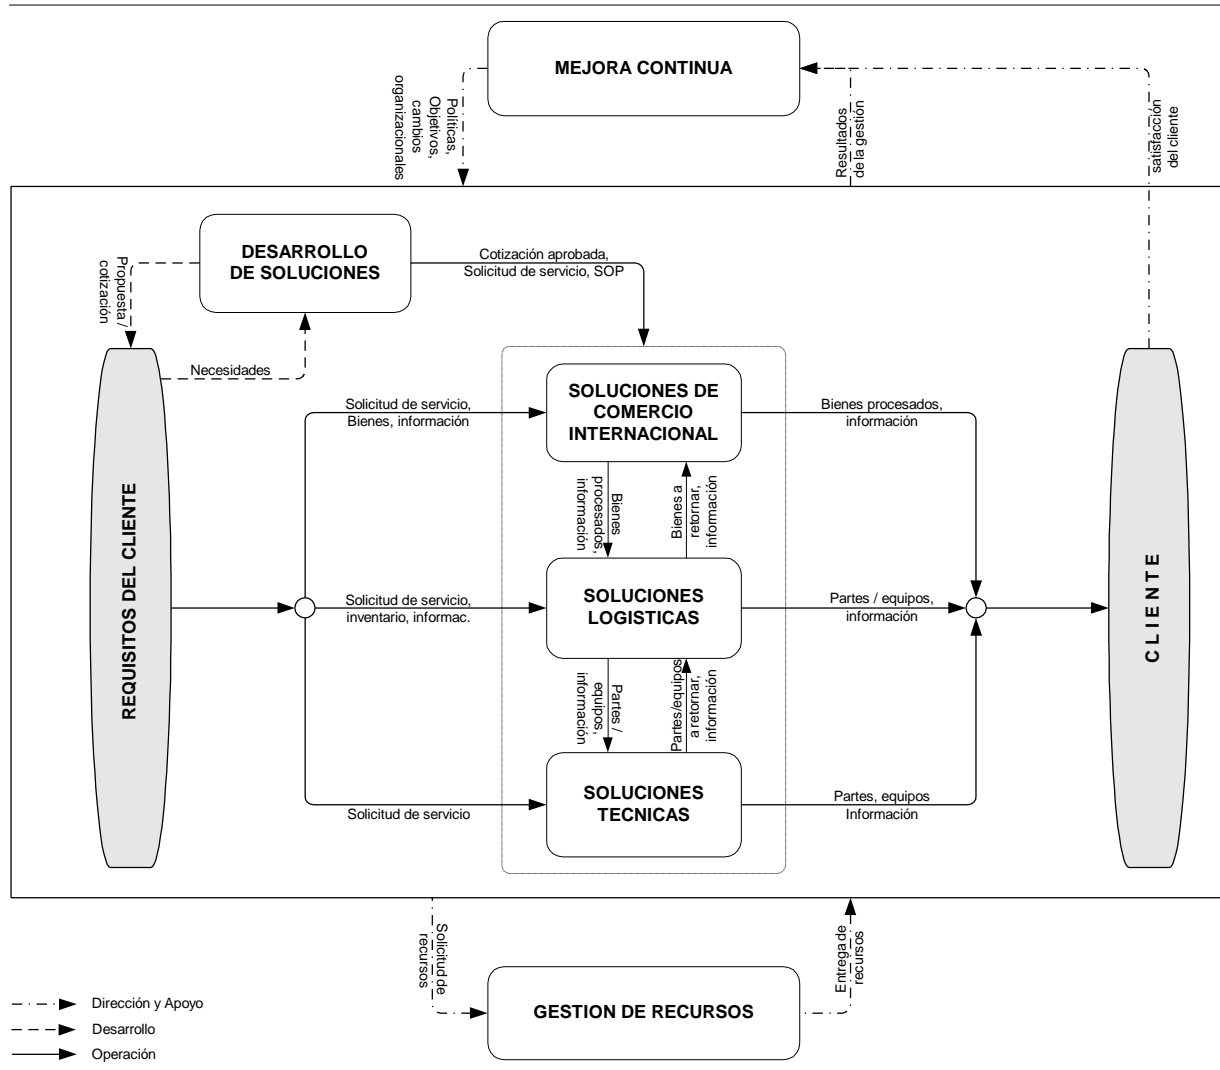 MEJORA CONTINUA
Políticas,
Objetivos,
cambios
organizacionales
Resultados
de la gestión
satisfacción
del cliente
DESARROLLO
DE SOLUCIONES
Cotización aprobada,
Solicitud de servicio, SOP
Propuesta /
cotización
Necesidades
REQUISITOS DEL CLIENTE
Solicitud de servicio,
Bienes, información
SOLUCIONES DE
COMERCIO
INTERNACIONAL
Bienes procesados,
información
Bienes
procesados,
información
Bienes a
retornar,
información
Solicitud de servicio,
inventario, informac.
SOLUCIONES
LOGISTICAS
Partes / equipos,
información
CLIENTE
Partes /
equipos,
información
Partes/equipos
a retornar,
información
Solicitud de servicio
SOLUCIONES
TECNICAS
Partes, equipos
Información
Solicitud de
recursos
GESTION DE RECURSOS
Entrega de
recursos
Dirección y Apoyo
Desarrollo
Operación